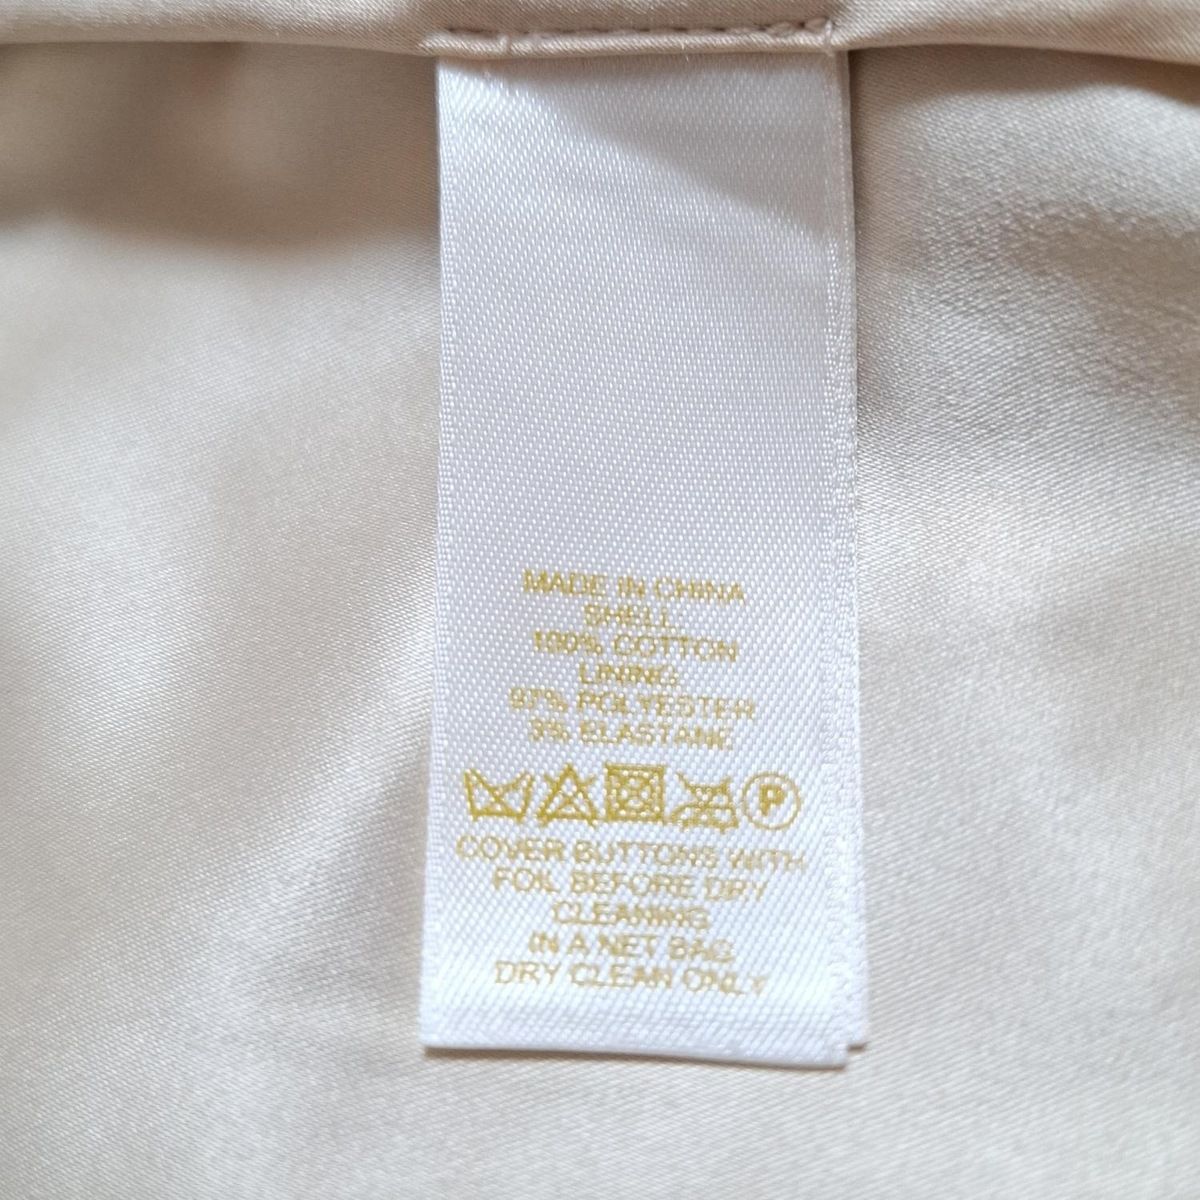 MADE IN CHINA
SHELL
100% COTTON
LINING
97% POLYESTER
3% ELASTANE
P
COVER BUTTONS WITH
FOIL BEFORE DRY
CLEANING
IN A NET BAG
DRY CLEAN ONLY